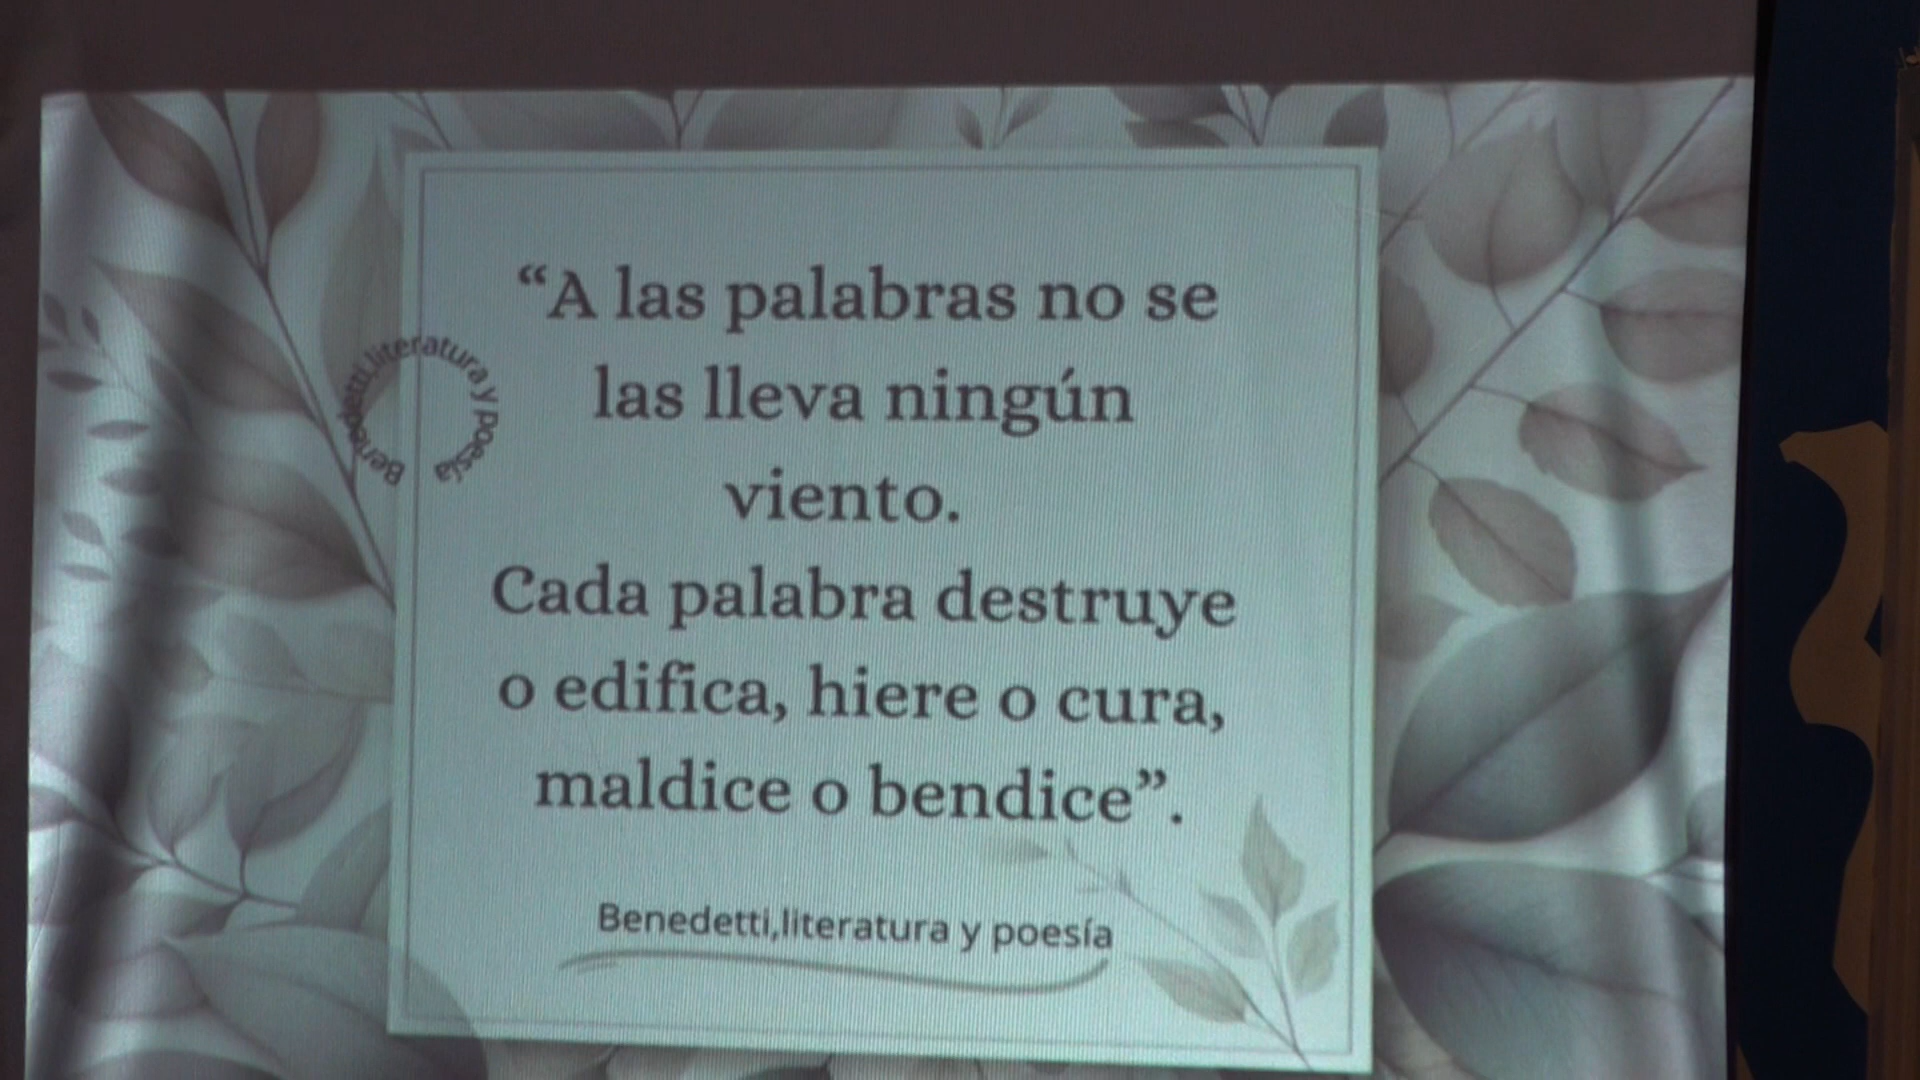 “A las palabras no se
las lleva ningún
viento.
Cada palabra destruye
o edifica, hiere o cura,
maldice o bendice”.
Benedetti,literatura y poesía
Benedetti,literatura y poesía